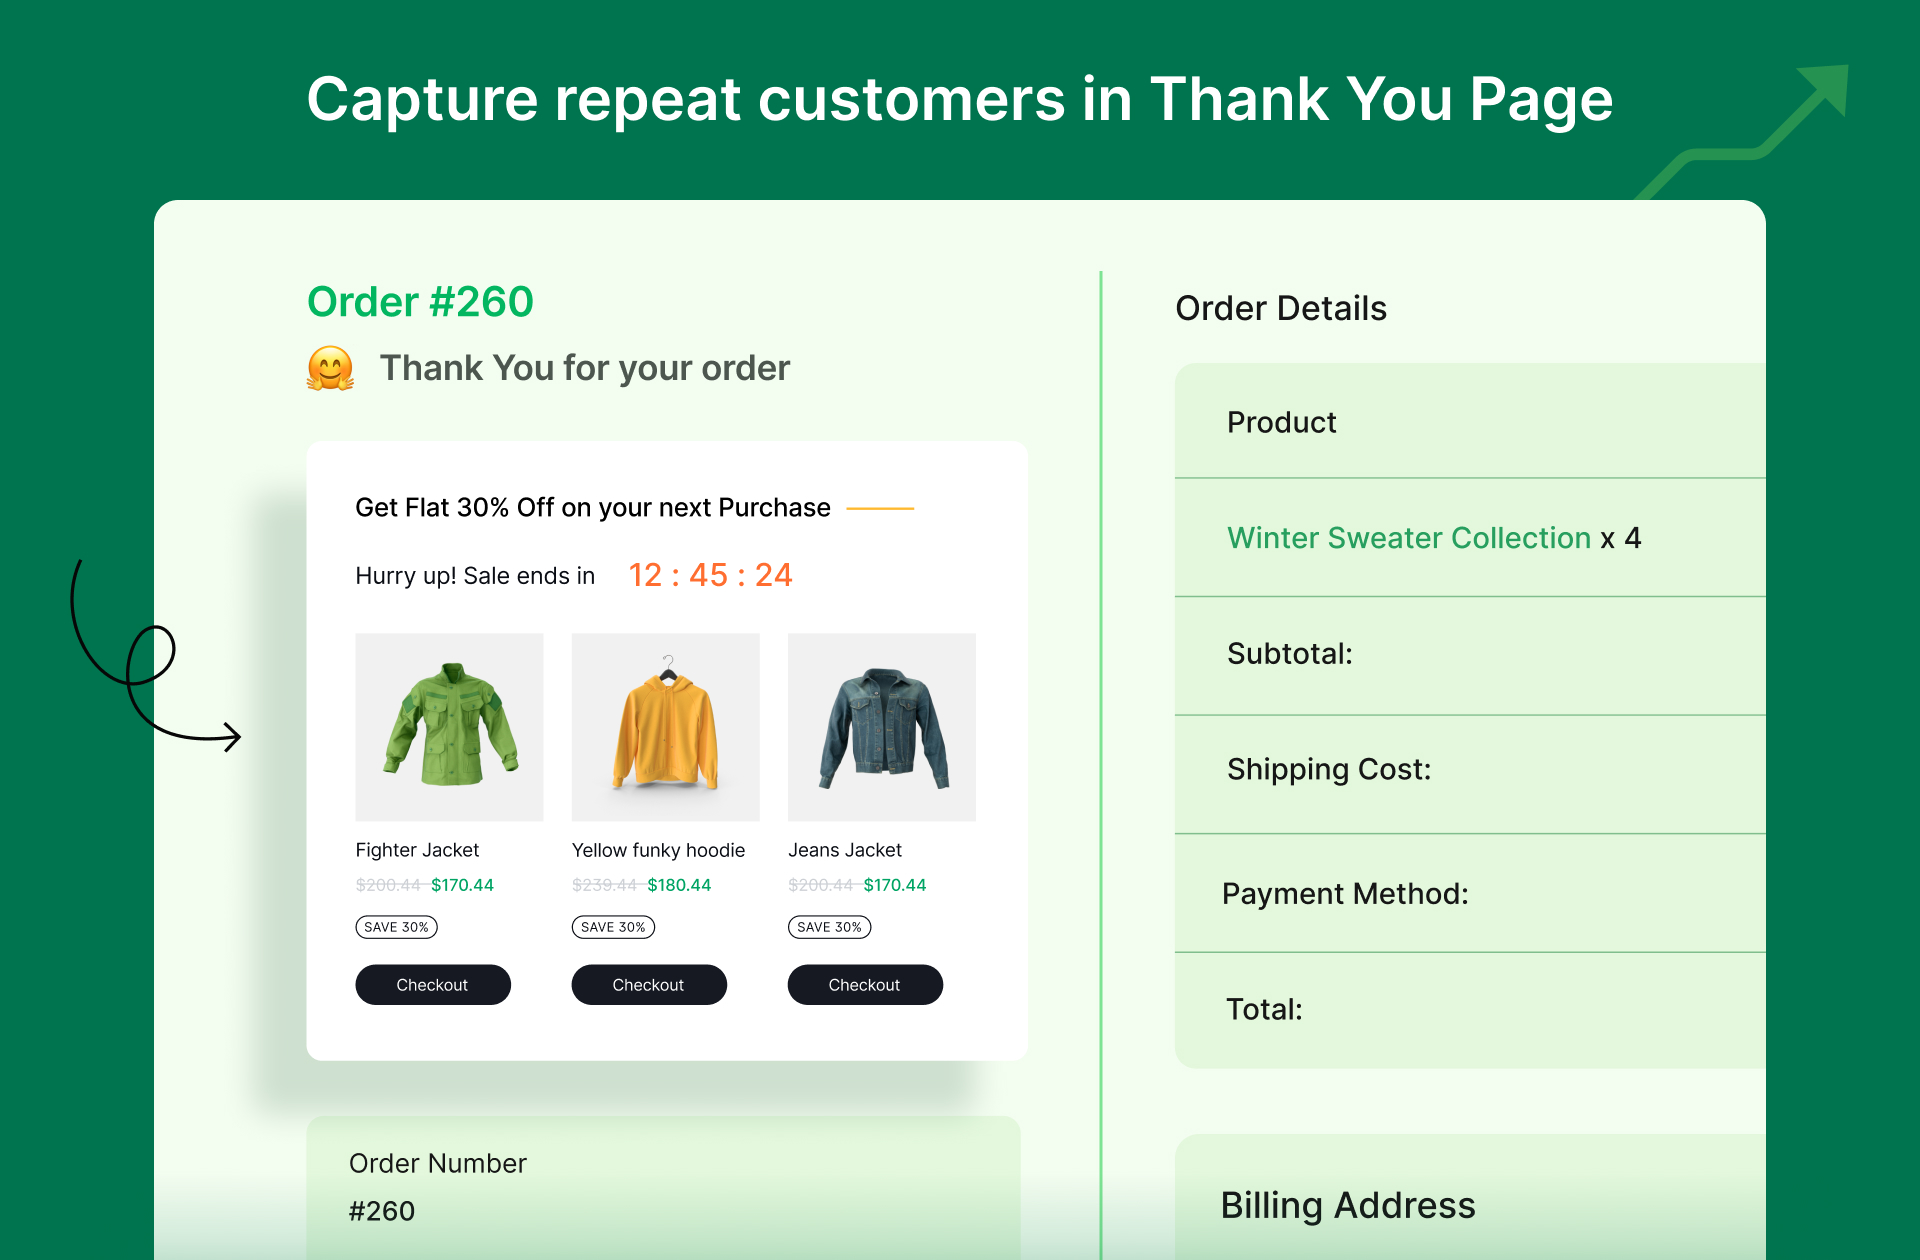 Capture repeat customers in Thank You Page
Order #260
Thank You for your order
Get Flat 30% Off on your next Purchase
Hurry up! Sale ends in 12 : 45 : 24
Fighter Jacket
$200.44 $170.44
SAVE 30%
Checkout
Yellow funky hoodie
$239.44 $180.44
SAVE 30%
Checkout
Jeans Jacket
$200.44 $170.44
SAVE 30%
Checkout
Order Number
#260
Order Details
Product
Winter Sweater Collection x 4
Subtotal:
Shipping Cost:
Payment Method:
Total:
Billing Address